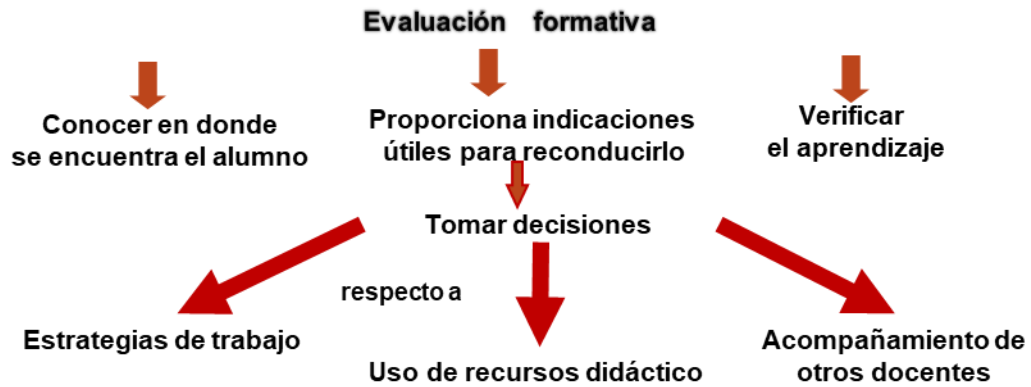 Evaluación formativa
Conocer en donde
se encuentra el alumno
Proporciona indicaciones
útiles para reconducirlo
Verificar
el aprendizaje
Tomar decisiones
respecto a
Estrategias de trabajo
Uso de recursos didáctico
Acompañamiento de
otros docentes